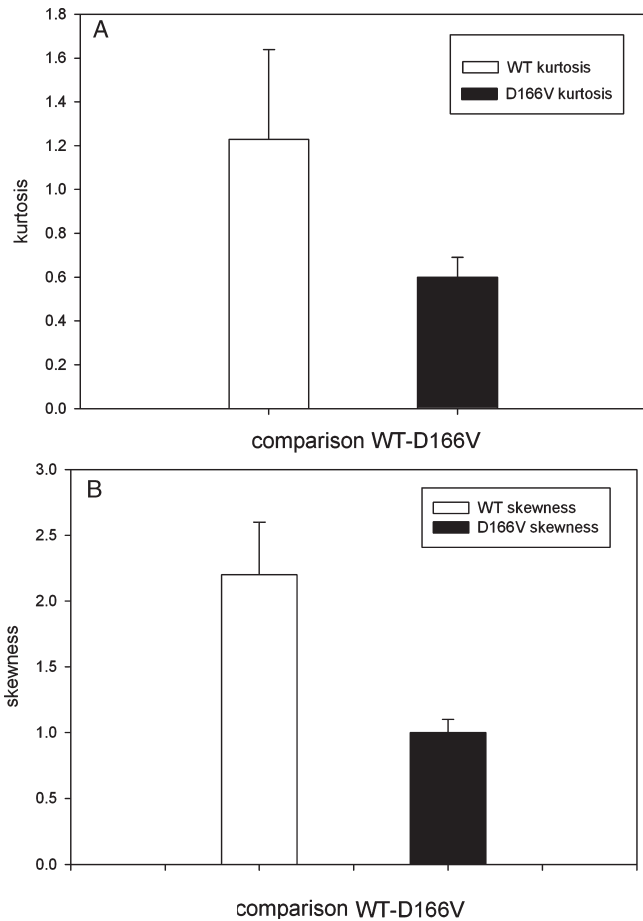 A
1.8
1.6
1.4
1.2
1.0
0.8
0.6
0.4
0.2
0.0
kurtosis
WT kurtosis
D166V kurtosis
comparison WT-D166V
B
3.0
2.5
2.0
1.5
1.0
0.5
0.0
skewness
WT skewness
D166V skewness
comparison WT-D166V